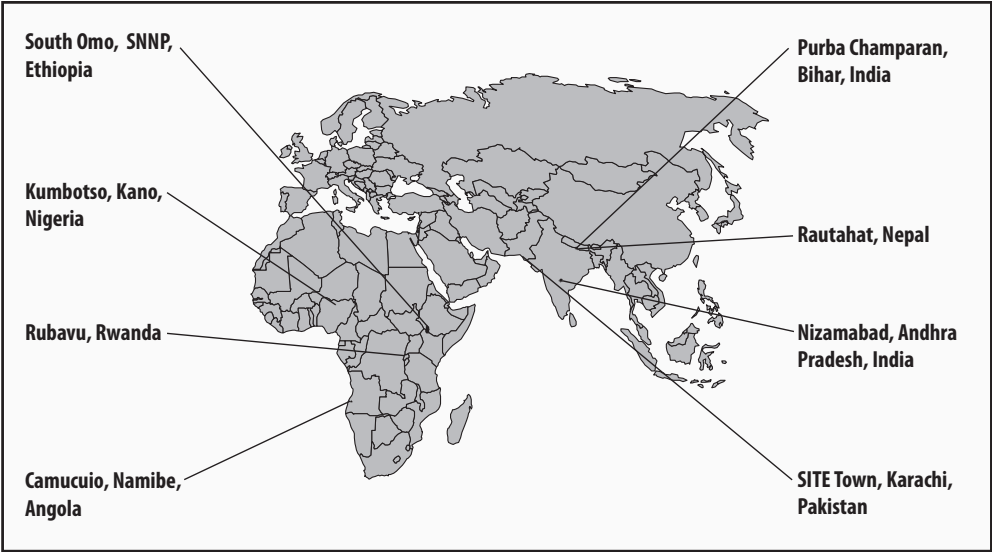 South Omo, SNNP,
Ethiopia
Kumbotso, Kano,
Nigeria
Rubavu, Rwanda
Camucuio, Namibe,
Angola
Purba Champaran,
Bihar, India
Rautahat, Nepal
Nizamabad, Andhra
Pradesh, India
SITE Town, Karachi,
Pakistan